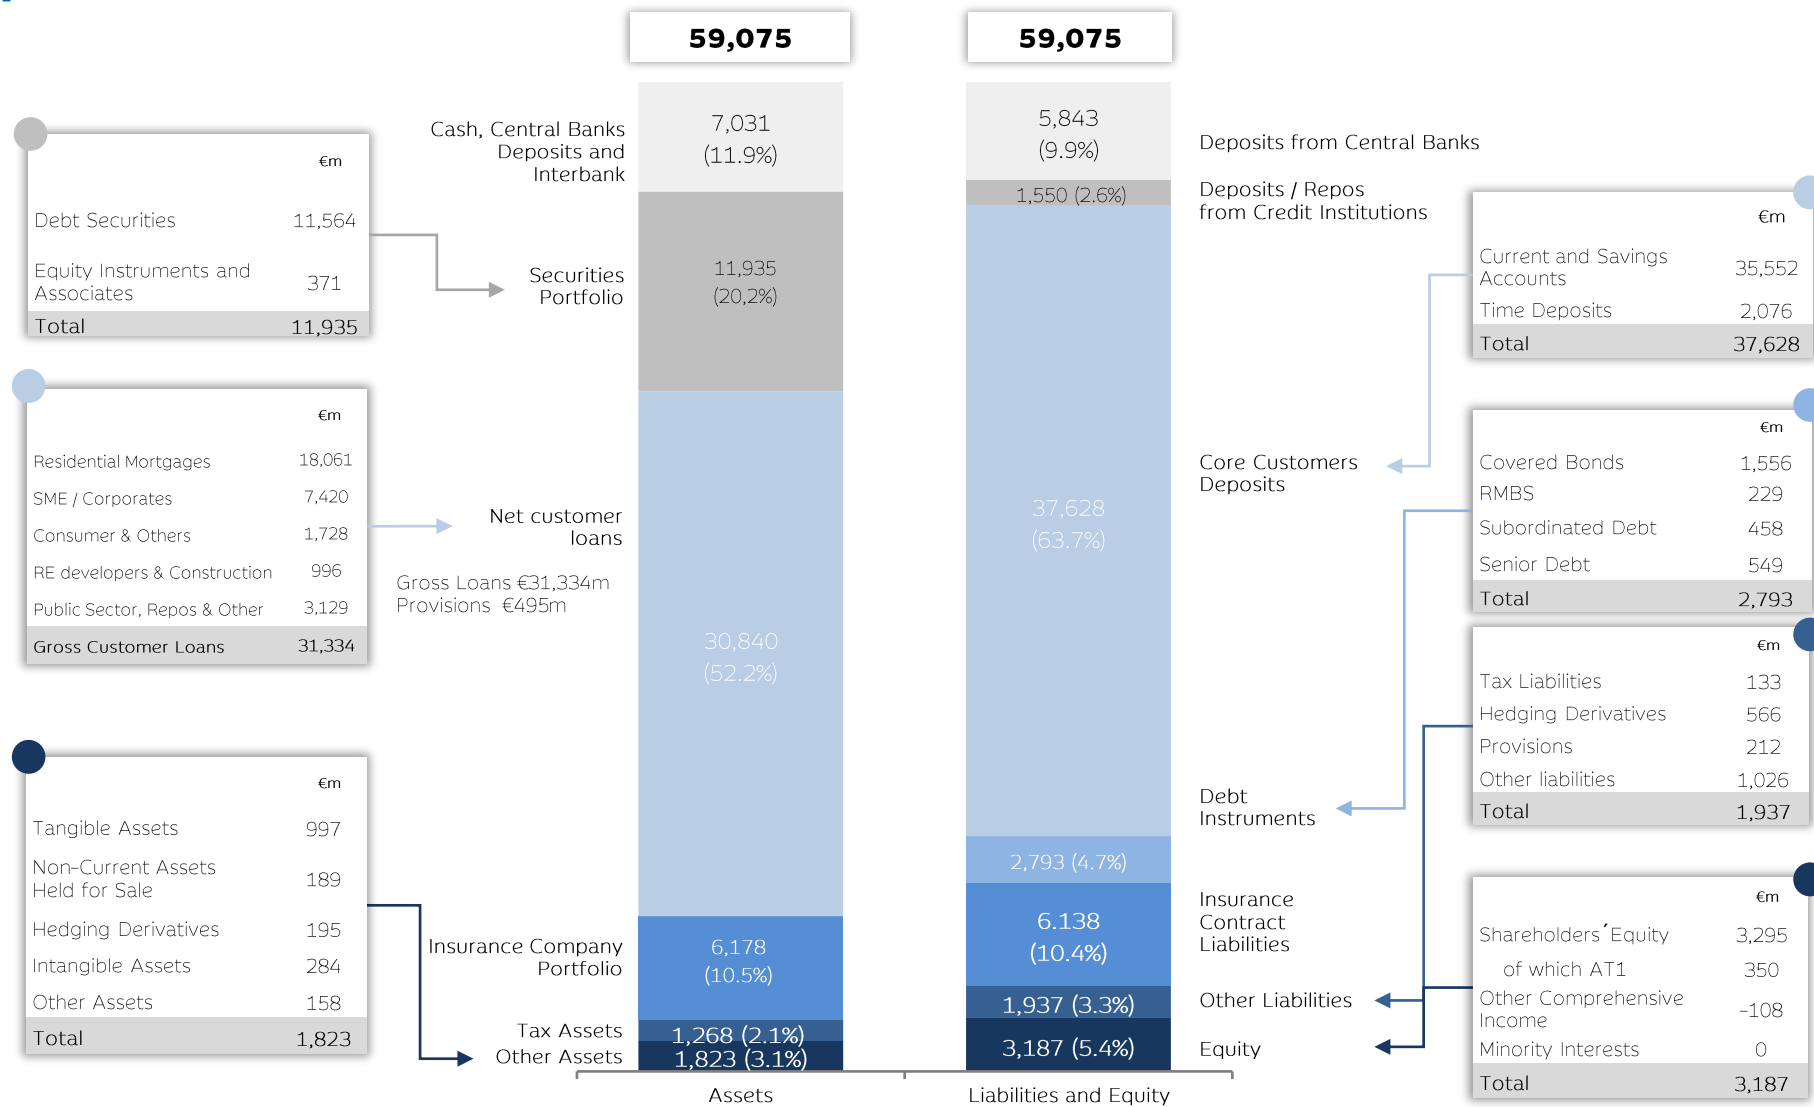 59,075
59,075
€m
Debt Securities 11,564
Equity Instruments and
Associates 371
Total 11,935
€m
Residential Mortgages 18,061
SME / Corporates 7,420
Consumer & Others 1,728
RE developers & Construction 996
Public Sector, Repos & Other 3,129
Gross Customer Loans 31,334
€m
Tangible Assets 997
Non-Current Assets
Held for Sale 189
Hedging Derivatives 195
Intangible Assets 284
Other Assets 158
Total 1,823
Cash, Central Banks
Deposits and
Interbank
Securities
Portfolio
Net customer
loans
Gross Loans €31,334m
Provisions €495m
Insurance Company
Portfolio
Tax Assets
Other Assets
7,031
(11.9%)
11,935
(20,2%)
30,840
(52.2%)
6,178
(10.5%)
1,268 (2.1%)
1,823 (3.1%)
Assets
5,843
(9.9%)
1,550 (2.6%)
37,628
(63.7%)
2,793 (4.7%)
6.138
(10.4%)
1,937 (3.3%)
3,187 (5.4%)
Liabilities and Equity
Deposits from Central Banks
Deposits / Repos
from Credit Institutions
Core Customers
Deposits
Debt
Instruments
Insurance
Contract
Liabilities
Other Liabilities
Equity
€m
Current and Savings
Accounts 35,552
Time Deposits 2,076
Total 37,628
€m
Covered Bonds 1,556
RMBS 229
Subordinated Debt 458
Senior Debt 549
Total 2,793
€m
Tax Liabilities 133
Hedging Derivatives 566
Provisions 212
Other liabilities 1,026
Total 1,937
€m
Shareholders´Equity 3,295
of which AT1 350
Other Comprehensive
Income -108
Minority Interests 0
Total 3,187